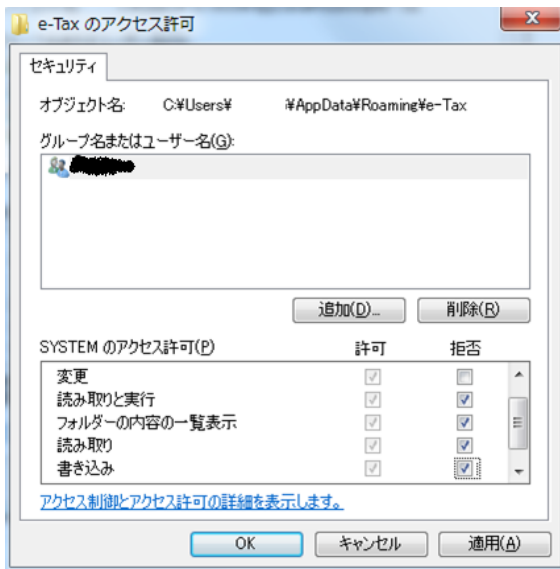 e-Tax のアクセス許可
セキュリティ
オブジェクト名: C:¥Users¥ ¥AppData¥Roaming¥e-Tax
グループ名またはユーザー名(G):
追加(D)... 削除(R)
SYSTEM のアクセス許可(P) 許可 拒否
変更
読み取りと実行
フォルダーの内容の一覧表示
読み取り
書き込み
アクセス制御とアクセス許可の詳細を表示します。
OK キャンセル 適用(A)